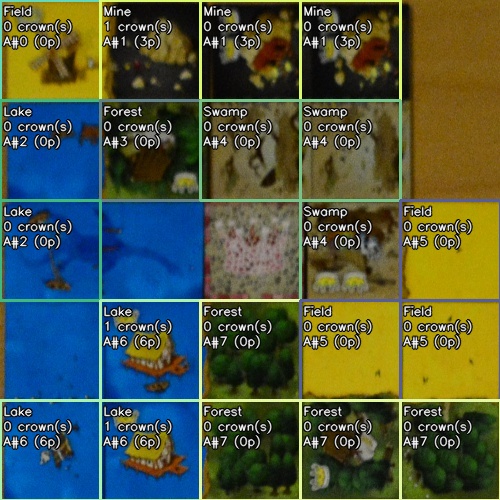 Field
0 crown(s)
A#0 (0p)
Mine
1 crown(s)
A#1 (3p)
Mine
0 crown(s)
A#1 (3p)
Mine
0 crown(s)
A#1 (3p)
Lake
0 crown(s)
A#2 (0p)
Forest
0 crown(s)
A#3 (0p)
Swamp
0 crown(s)
A#4 (0p)
Swamp
0 crown(s)
A#4 (0p)
Lake
0 crown(s)
A#2 (0p)
Swamp
0 crown(s)
A#4 (0p)
Field
0 crown(s)
A#5 (0p)
Lake
1 crown(s)
A#6 (6p)
Forest
0 crown(s)
A#7 (0p)
Field
0 crown(s)
A#5 (0p)
Field
0 crown(s)
A#5 (0p)
Lake
0 crown(s)
A#6 (6p)
Lake
1 crown(s)
A#6 (6p)
Forest
0 crown(s)
A#7 (0p)
Forest
0 crown(s)
A#7 (0p)
Forest
0 crown(s)
A#7 (0p)